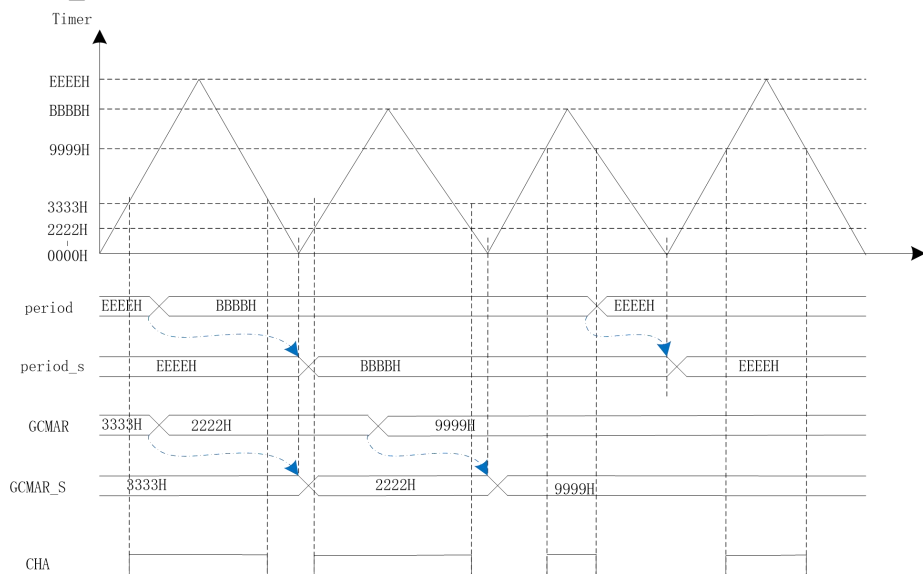 Timer
EEEEH
BBBBH
9999H
3333H
2222H
0000H
period EEEEH BBBBH EEEEH
period_s EEEEH BBBBH EEEEH
GCMAR 3333H 2222H 9999H
GCMAR_S 3333H 2222H 9999H
CHA